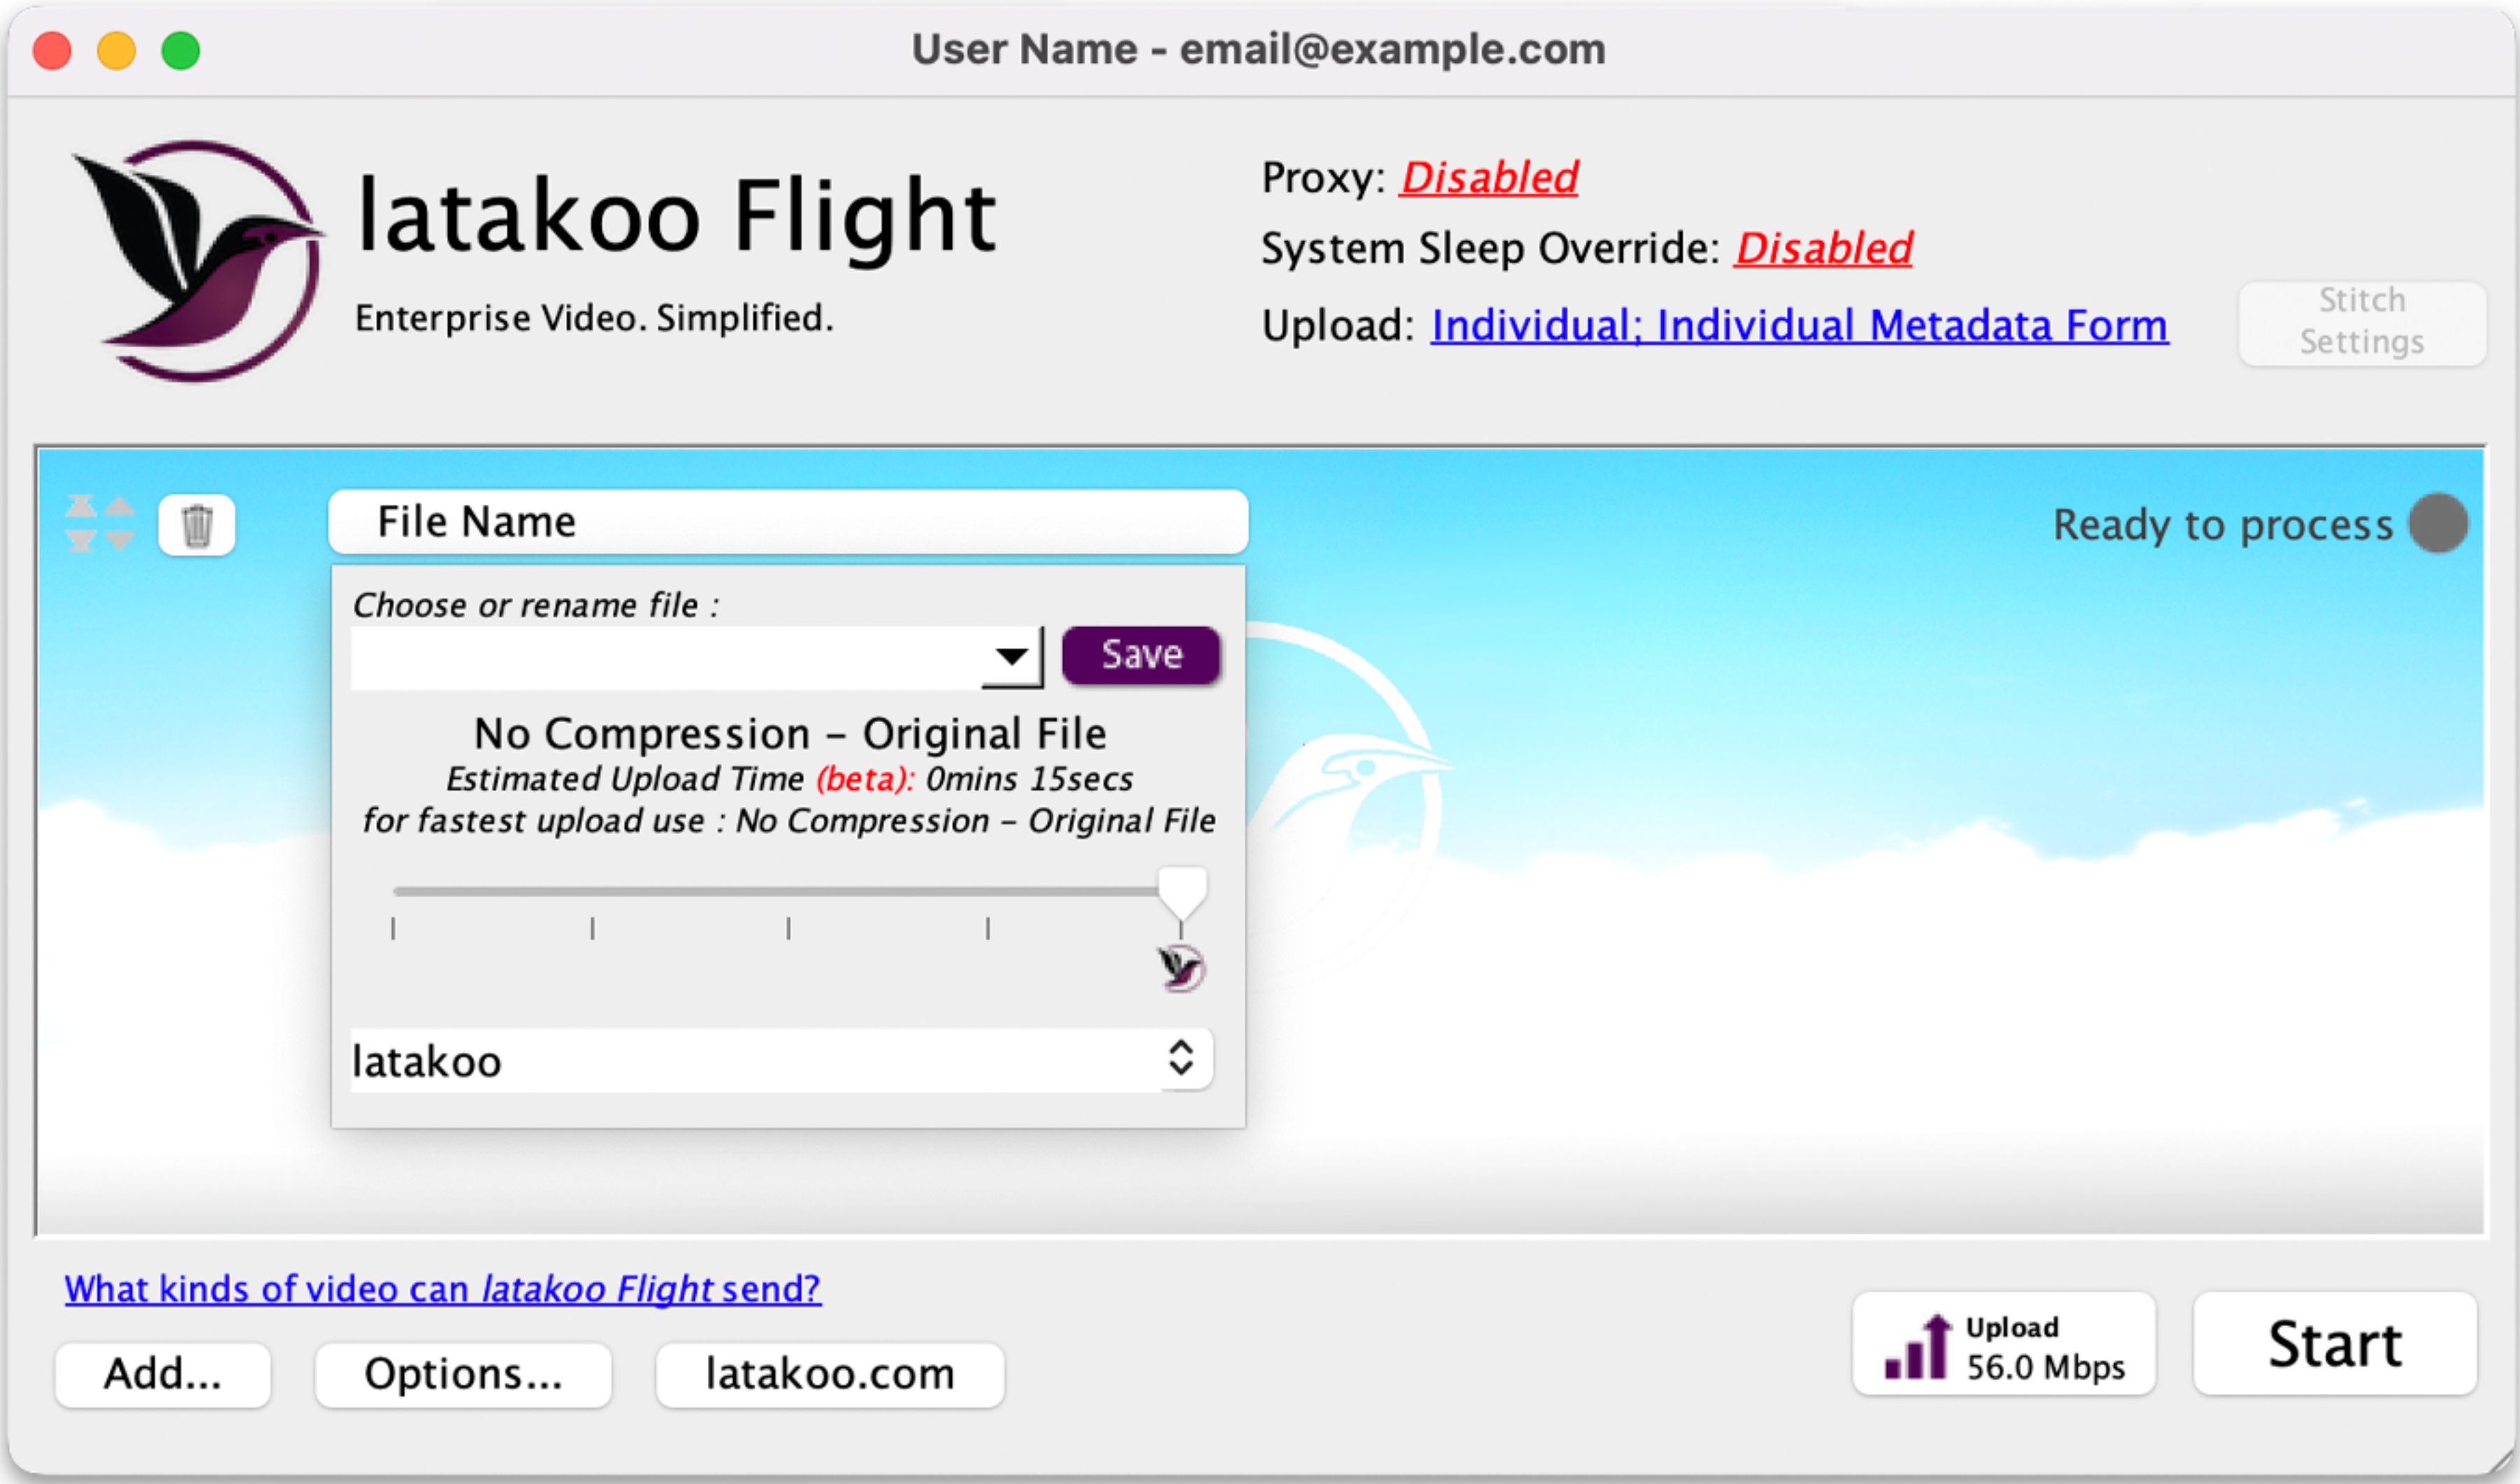 User Name - email@example.com
latakoo Flight
Enterprise Video. Simplified.
Proxy: Disabled
System Sleep Override: Disabled
Upload: Individual; Individual Metadata Form
Stitch
Settings
File Name
Ready to process
Choose or rename file :
Save
No Compression – Original File
Estimated Upload Time (beta): 0mins 15secs
for fastest upload use : No Compression – Original File
latakoo
What kinds of video can latakoo Flight send?
Add...
Options...
latakoo.com
Upload
56.0 Mbps
Start